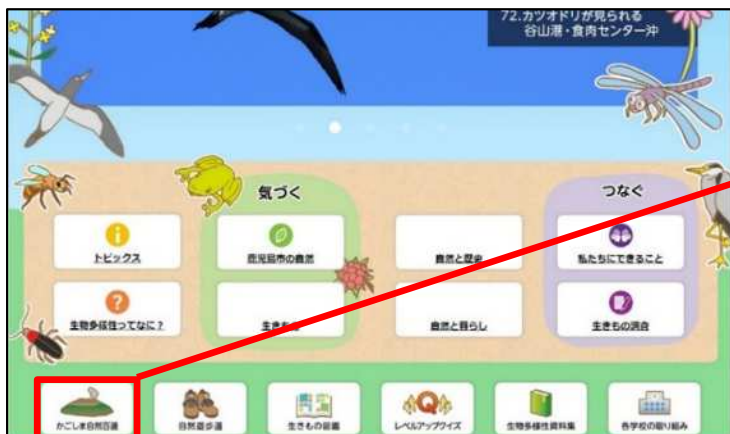 72.カツオドリが見られる
谷山港・食肉センター沖
気づく
つなぐ
トピックス
鹿児島市の自然
自然と歴史
私たちにできること
生物多様性ってなに？
自然と暮らし
生きもの調査
かごしま自然百選
自然遊歩道
生きもの図鑑
レベルアップクイズ
生物多様性資料集
各学校の取り組み